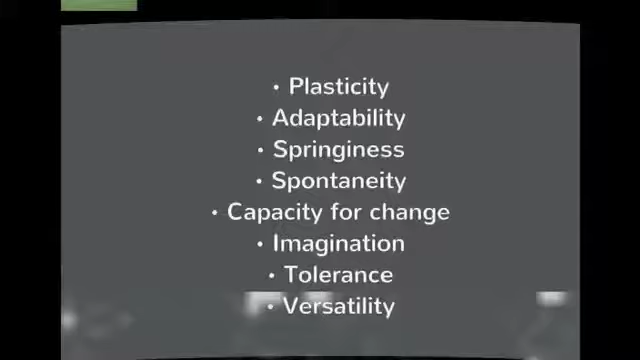 • Plasticity
• Adaptability
• Springiness
• Spontaneity
• Capacity for change
• Imagination
• Tolerance
• Versatility